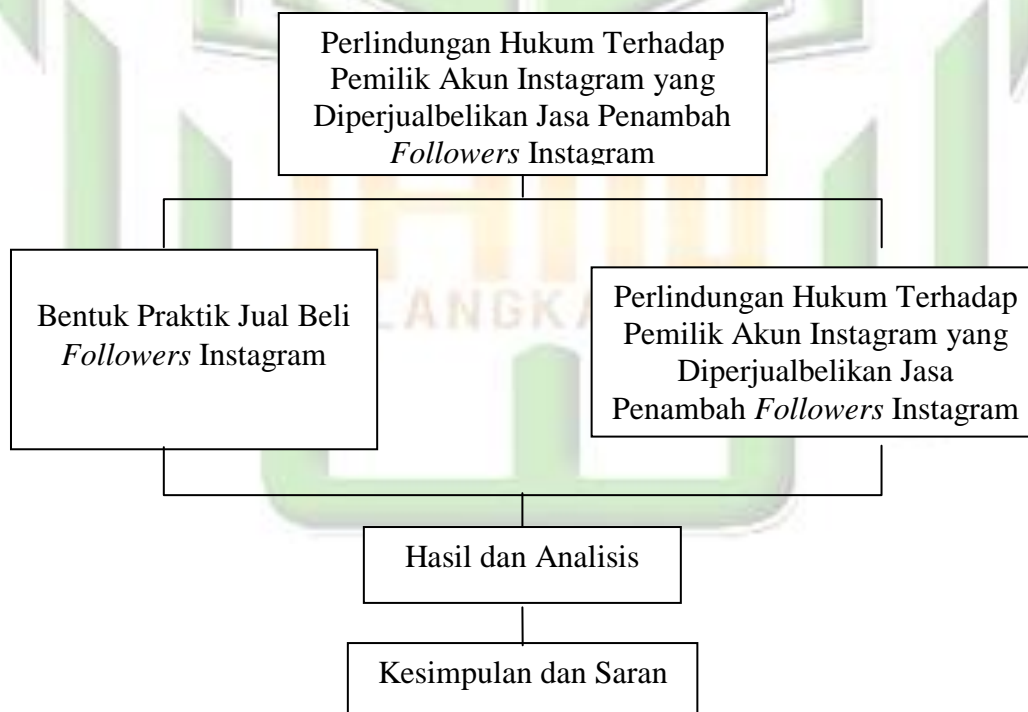 Perlindungan Hukum Terhadap
Pemilik Akun Instagram yang
Diperjualbelikan Jasa Penambah
Followers Instagram
Bentuk Praktik Jual Beli
Followers Instagram
Perlindungan Hukum Terhadap
Pemilik Akun Instagram yang
Diperjualbelikan Jasa
Penambah Followers Instagram
Hasil dan Analisis
Kesimpulan dan Saran